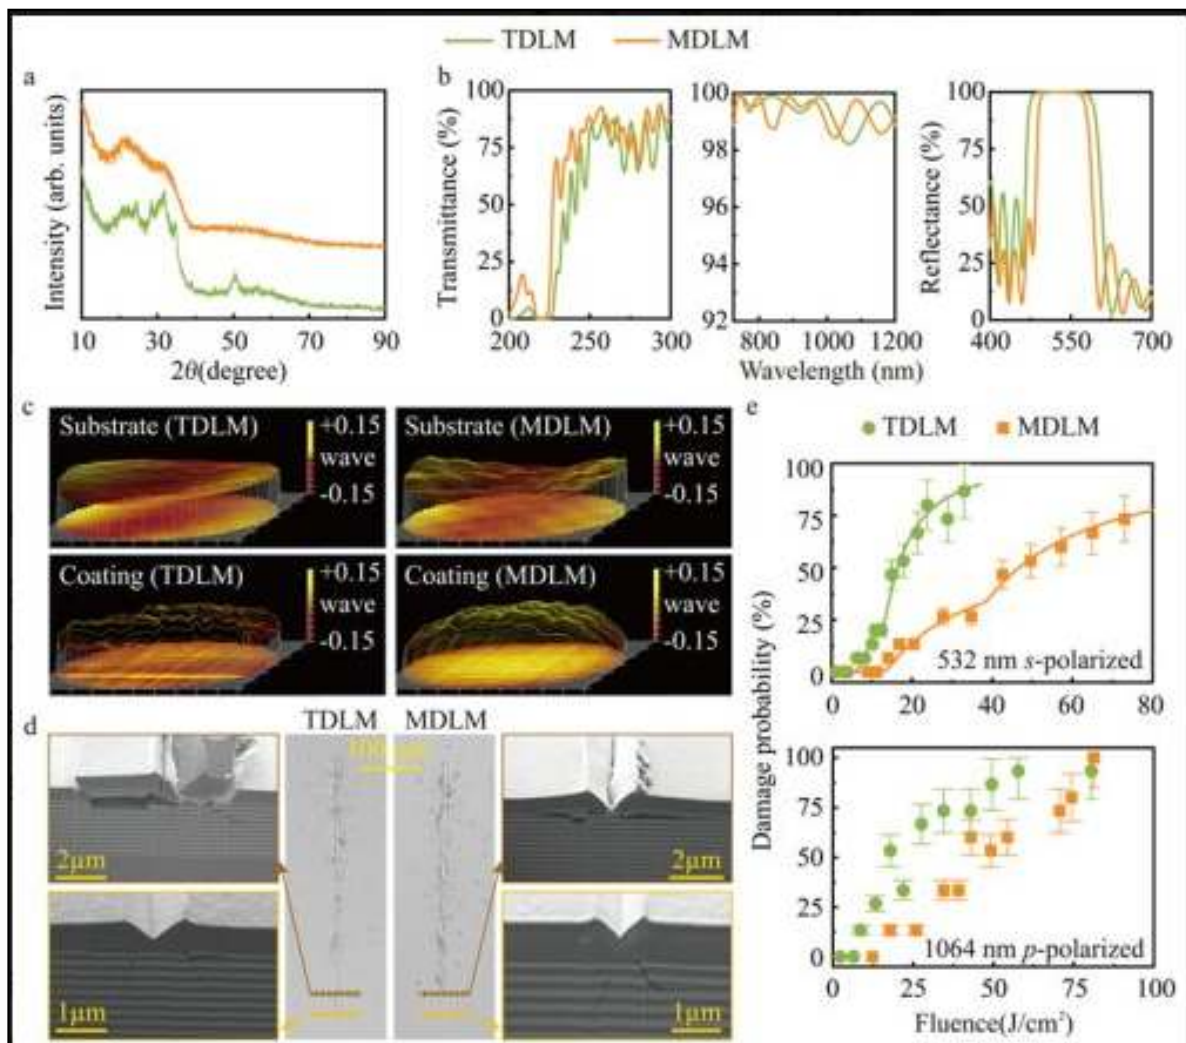 TDLM MDLM
a
Intensity (arb. units)
10 30 50 70 90
2θ(degree)
b
Transmittance (%)
100
75
50
25
0
200 250 300
100
98
96
94
92
800 1000 1200
Wavelength (nm)
Reflectance (%)
100
75
50
25
0
400 550 700
c
Substrate (TDLM) +0.15
wave
-0.15
Substrate (MDLM) +0.15
wave
-0.15
Coating (TDLM) +0.15
wave
-0.15
Coating (MDLM) +0.15
wave
-0.15
d
TDLM MDLM
2μm
1μm
2μm
1μm
e
TDLM MDLM
Damage probability (%)
100
75
50
25
0
532 nm s-polarized
0 20 40 60 80
100
75
50
25
0
1064 nm p-polarized
0 25 50 75 100
Fluence(J/cm²)